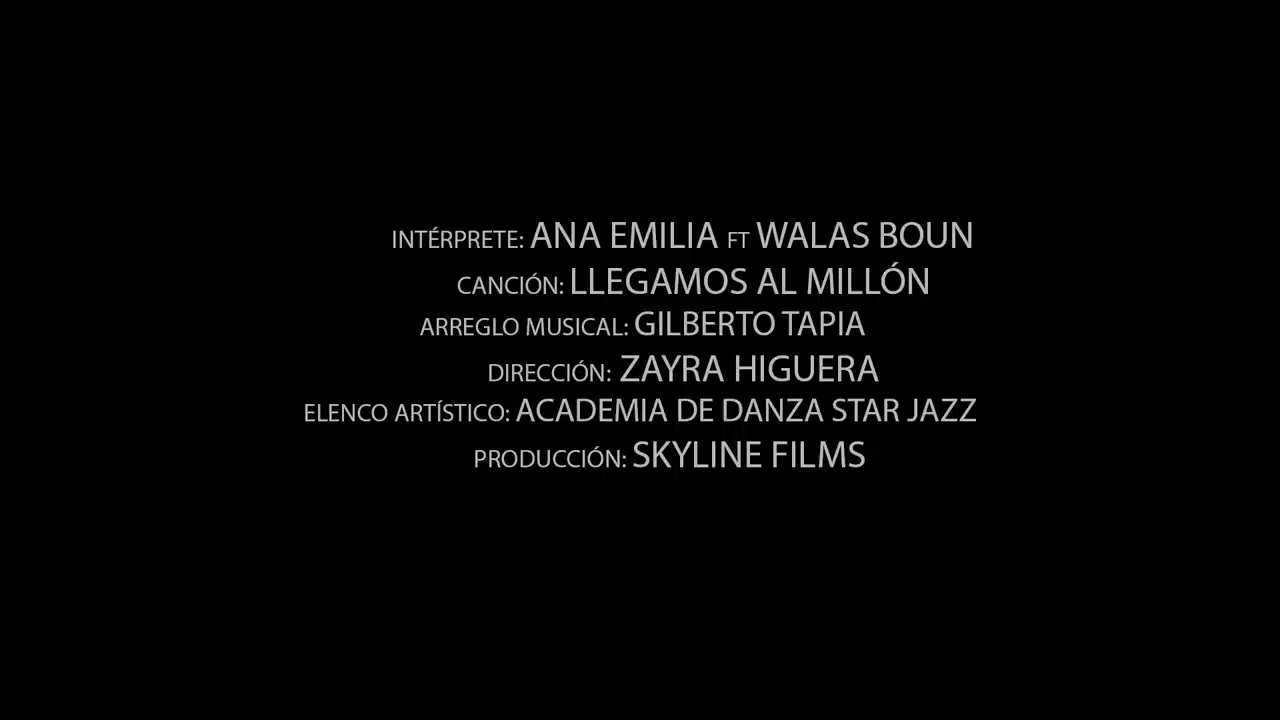 INTÉRPRETE: ANA EMILIA FT WALAS BOUN
CANCIÓN: LLEGAMOS AL MILLÓN
ARREGLO MUSICAL: GILBERTO TAPIA
DIRECCIÓN: ZAYRA HIGUERA
ELENCO ARTÍSTICO: ACADEMIA DE DANZA STAR JAZZ
PRODUCCIÓN: SKYLINE FILMS